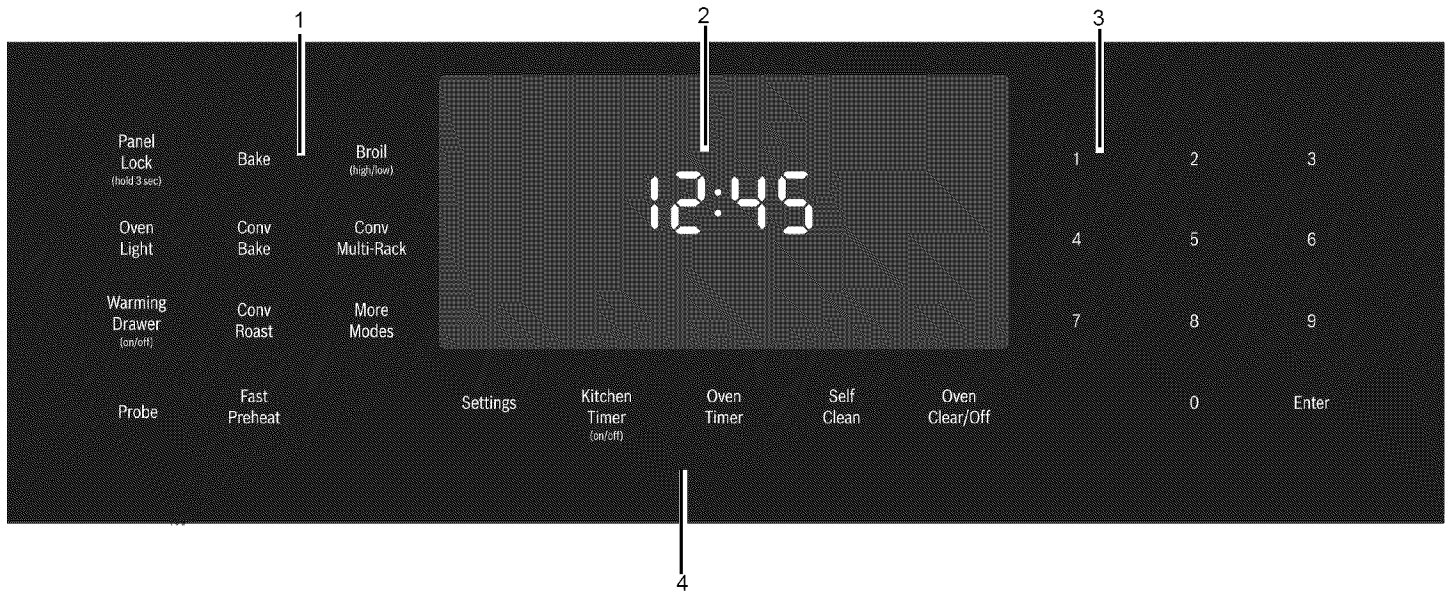 1
2
3
Panel
Lock
(hold 3 sec)
Bake
Broil
(high/low)
12:45
1
2
3
Oven
Light
Conv
Bake
Conv
Multi-Rack
4
5
6
Warming
Drawer
(on/off)
Conv
Roast
More
Modes
7
8
9
Probe
Fast
Preheat
Settings
Kitchen
Timer
(on/off)
Oven
Timer
Self
Clean
Oven
Clear/Off
0
Enter
4